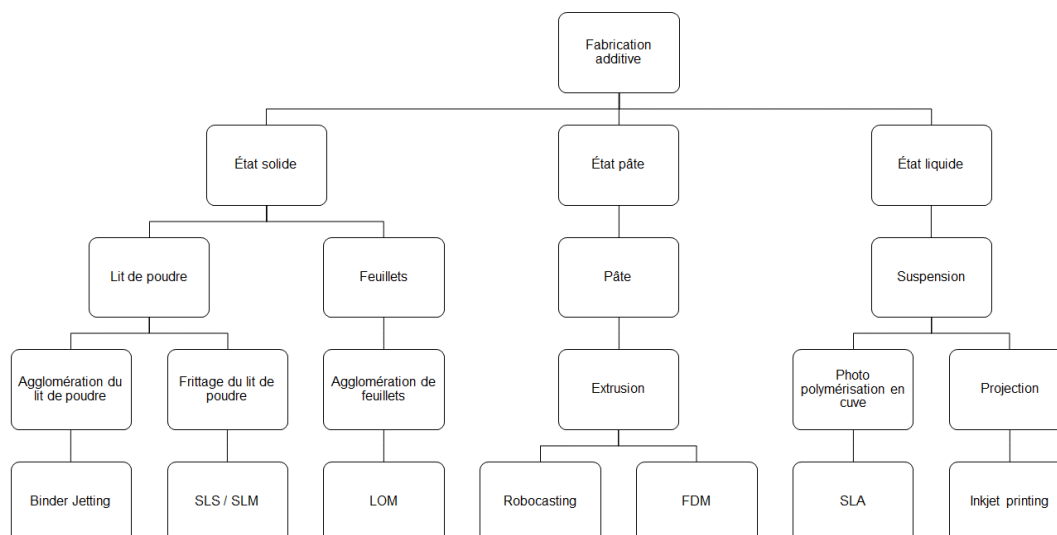 Fabrication
additive
État solide
État pâte
État liquide
Lit de poudre
Feuillets
Pâte
Suspension
Agglomération du
lit de poudre
Frittage du lit de
poudre
Agglomération de
feuillets
Extrusion
Photo
polymérisation en
cuve
Projection
Binder Jetting
SLS / SLM
LOM
Robocasting
FDM
SLA
Inkjet printing